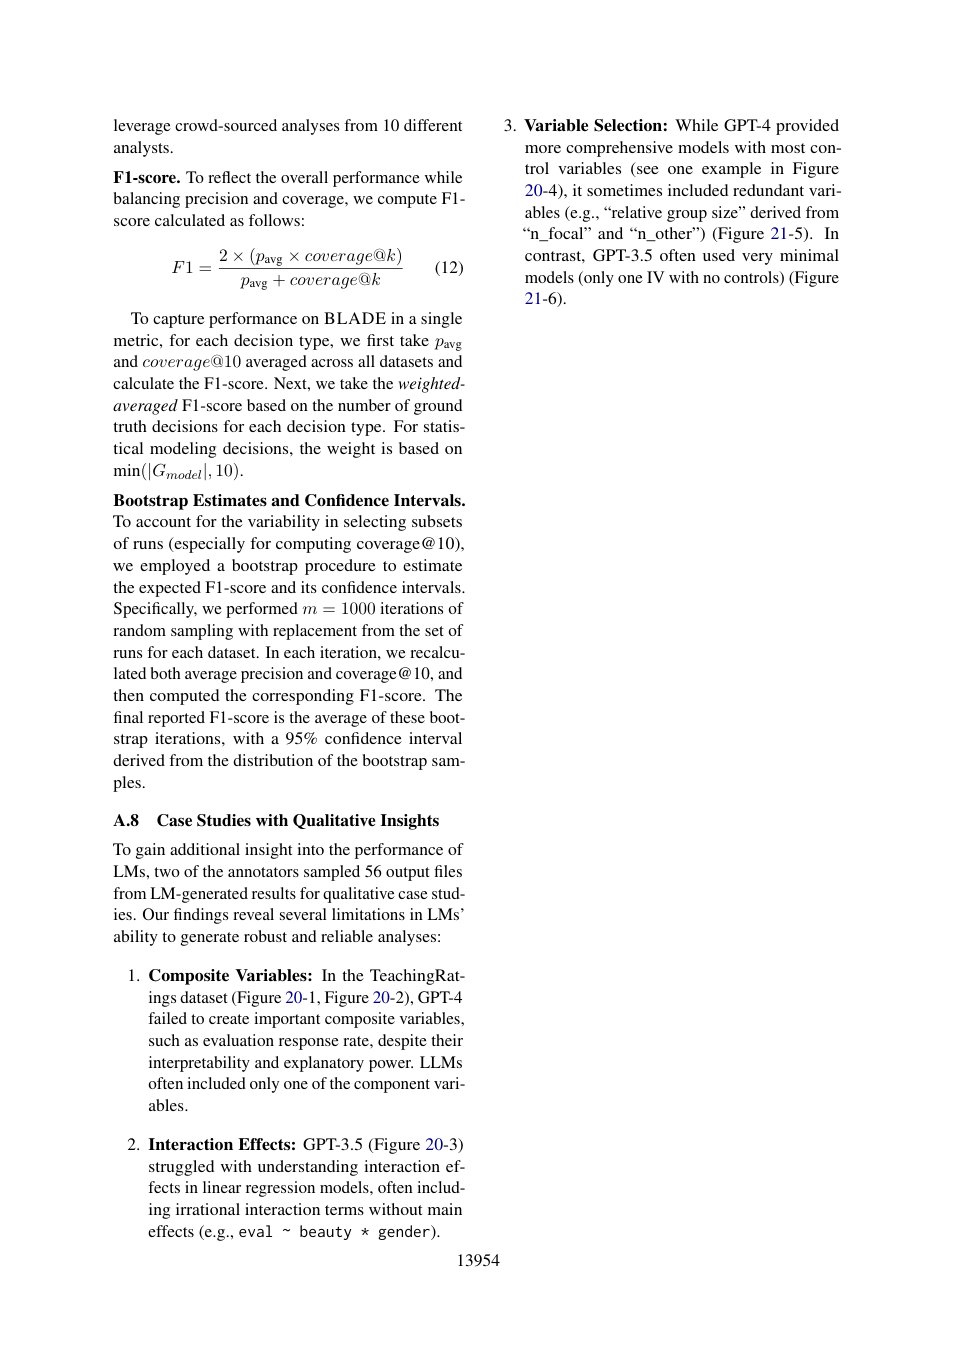 leverage crowd-sourced analyses from 10 different
analysts.
F1-score. To reflect the overall performance while
balancing precision and coverage, we compute F1-
score calculated as follows:
F1 = \frac{2 × (p_{avg} × coverage@k)}{p_{avg} + coverage@k} (12)
To capture performance on BLADE in a single
metric, for each decision type, we first take p_{avg}
and coverage@10 averaged across all datasets and
calculate the F1-score. Next, we take the weighted-
averaged F1-score based on the number of ground
truth decisions for each decision type. For statis-
tical modeling decisions, the weight is based on
min(|G_{model}|, 10).
Bootstrap Estimates and Confidence Intervals.
To account for the variability in selecting subsets
of runs (especially for computing coverage@10),
we employed a bootstrap procedure to estimate
the expected F1-score and its confidence intervals.
Specifically, we performed m = 1000 iterations of
random sampling with replacement from the set of
runs for each dataset. In each iteration, we recalcu-
lated both average precision and coverage@10, and
then computed the corresponding F1-score. The
final reported F1-score is the average of these boot-
strap iterations, with a 95% confidence interval
derived from the distribution of the bootstrap sam-
ples.
A.8 Case Studies with Qualitative Insights
To gain additional insight into the performance of
LMs, two of the annotators sampled 56 output files
from LM-generated results for qualitative case stud-
ies. Our findings reveal several limitations in LMs'
ability to generate robust and reliable analyses:
1. Composite Variables: In the TeachingRat-
ings dataset (Figure 20-1, Figure 20-2), GPT-4
failed to create important composite variables,
such as evaluation response rate, despite their
interpretability and explanatory power. LLMs
often included only one of the component vari-
ables.
2. Interaction Effects: GPT-3.5 (Figure 20-3)
struggled with understanding interaction ef-
fects in linear regression models, often includ-
ing irrational interaction terms without main
effects (e.g., eval ~ beauty * gender).
3. Variable Selection: While GPT-4 provided
more comprehensive models with most con-
trol variables (see one example in Figure
20-4), it sometimes included redundant vari-
ables (e.g., “relative group size” derived from
“n_focal” and “n_other”) (Figure 21-5). In
contrast, GPT-3.5 often used very minimal
models (only one IV with no controls) (Figure
21-6).
13954